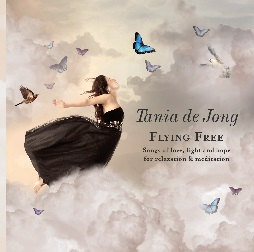 Tania de Jong
FLYING FREE
Songs of love, light and hope
for relaxation & meditation